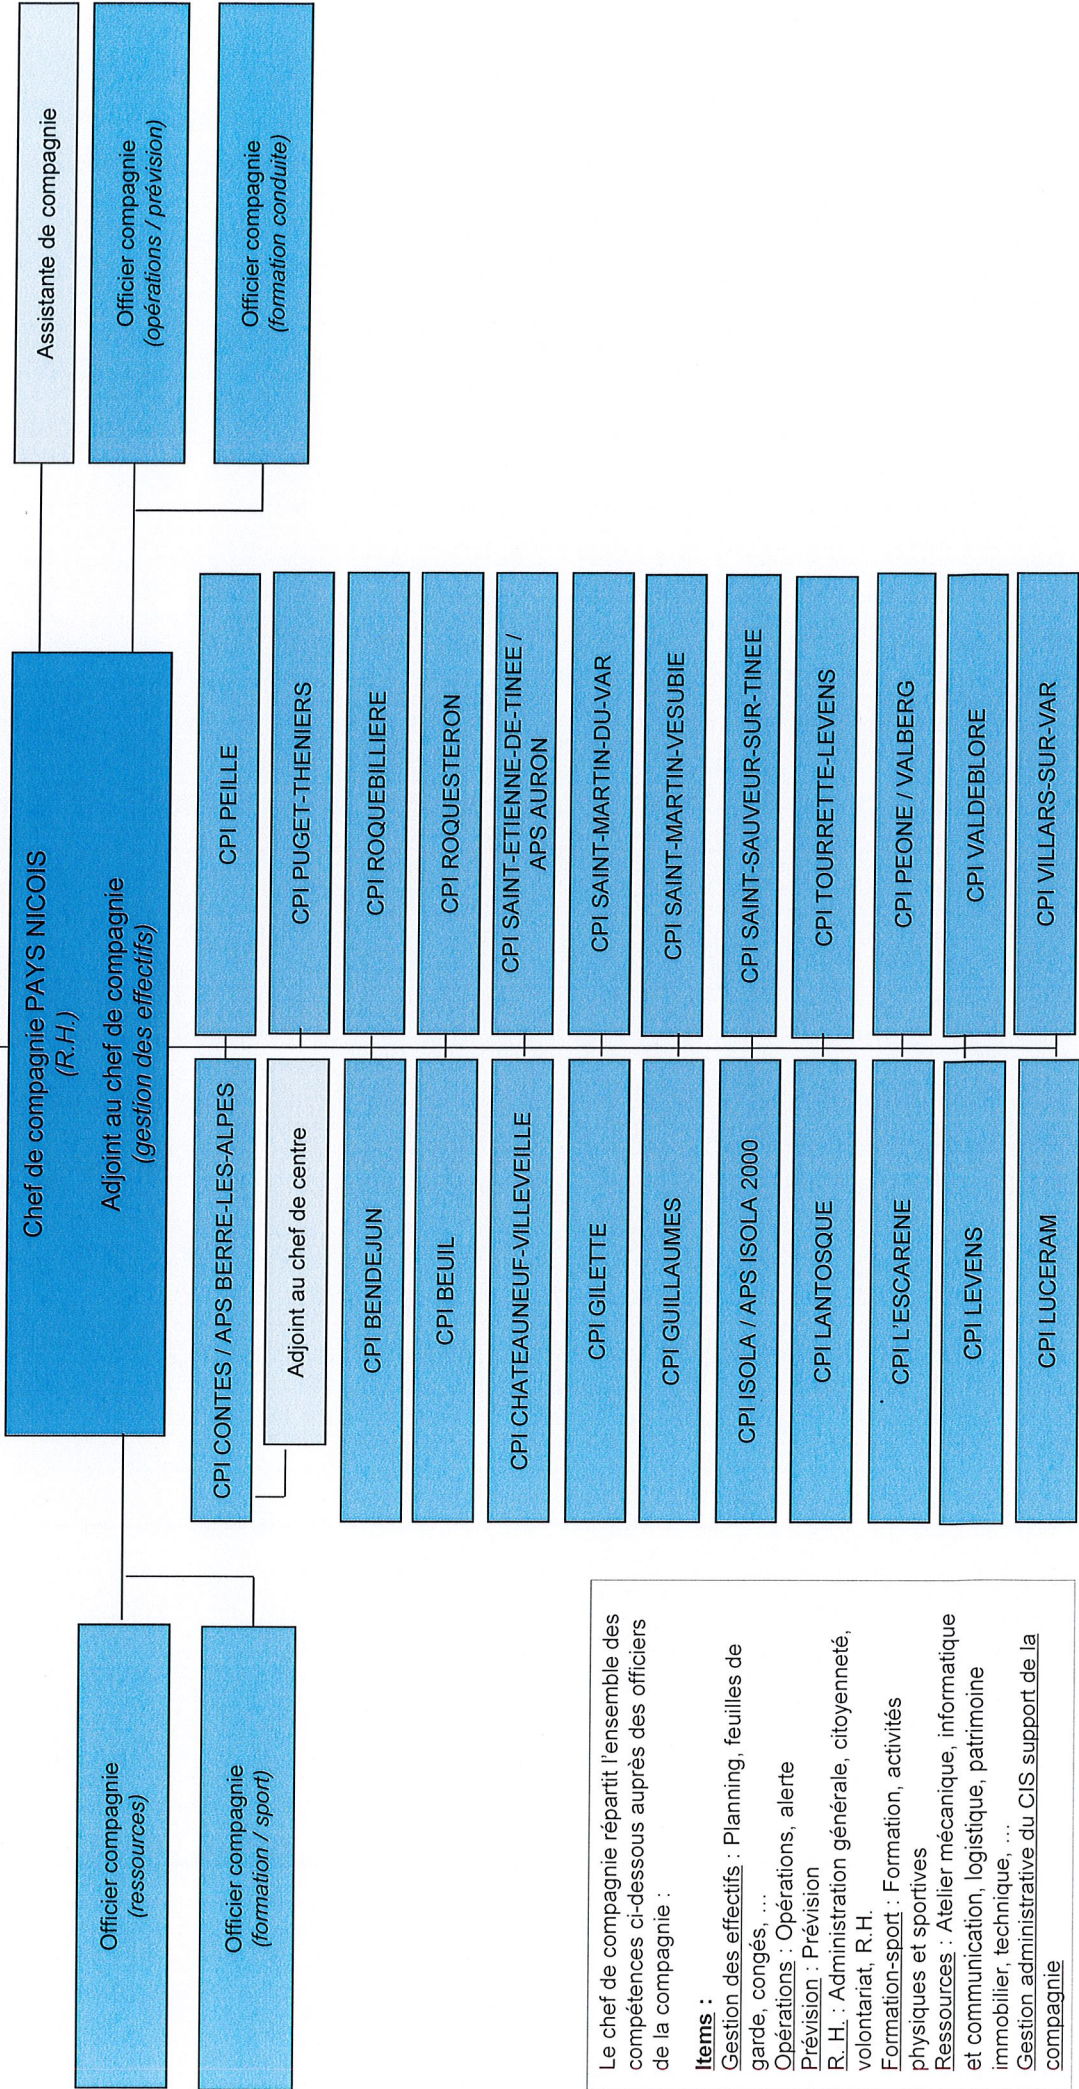 Chef de compagnie PAYS NICOIS
(R.H.)
Adjoint au chef de compagnie
(gestion des effectifs)
Officier compagnie
(ressources)
Officier compagnie
(formation / sport)
Assistante de compagnie
Officier compagnie
(opérations / prévision)
Officier compagnie
(formation conduite)
CPI CONTES / APS BERRE-LES-ALPES
Adjoint au chef de centre
CPI BENDEJUN
CPI BEUIL
CPI CHATEAUNEUF-VILLEVEILLE
CPI GILETTE
CPI GUILLAUMES
CPI ISOLA / APS ISOLA 2000
CPI LANTOSQUE
CPI L'ESCARENE
CPI LEVENS
CPI LUCERAM
CPI PEILLE
CPI PUGET-THENIERS
CPI ROQUEBILLIERE
CPI ROQUESTERON
CPI SAINT-ETIENNE-DE-TINEE /
APS AURON
CPI SAINT-MARTIN-DU-VAR
CPI SAINT-MARTIN-VESUBIE
CPI SAINT-SAUVEUR-SUR-TINEE
CPI TOURRETTE-LEVENS
CPI PEONE / VALBERG
CPI VALDEBLORE
CPI VILLARS-SUR-VAR
Le chef de compagnie répartit l'ensemble des
compétences ci-dessous auprès des officiers
de la compagnie :
Items :
Gestion des effectifs : Planning, feuilles de
garde, congés, ...
Opérations : Opérations, alerte
Prévision : Prévision
R. H. : Administration générale, citoyenneté,
volontariat, R.H.
Formation-sport : Formation, activités
physiques et sportives
Ressources : Atelier mécanique, informatique
et communication, logistique, patrimoine
immobilier, technique, ...
Gestion administrative du CIS support de la
compagnie